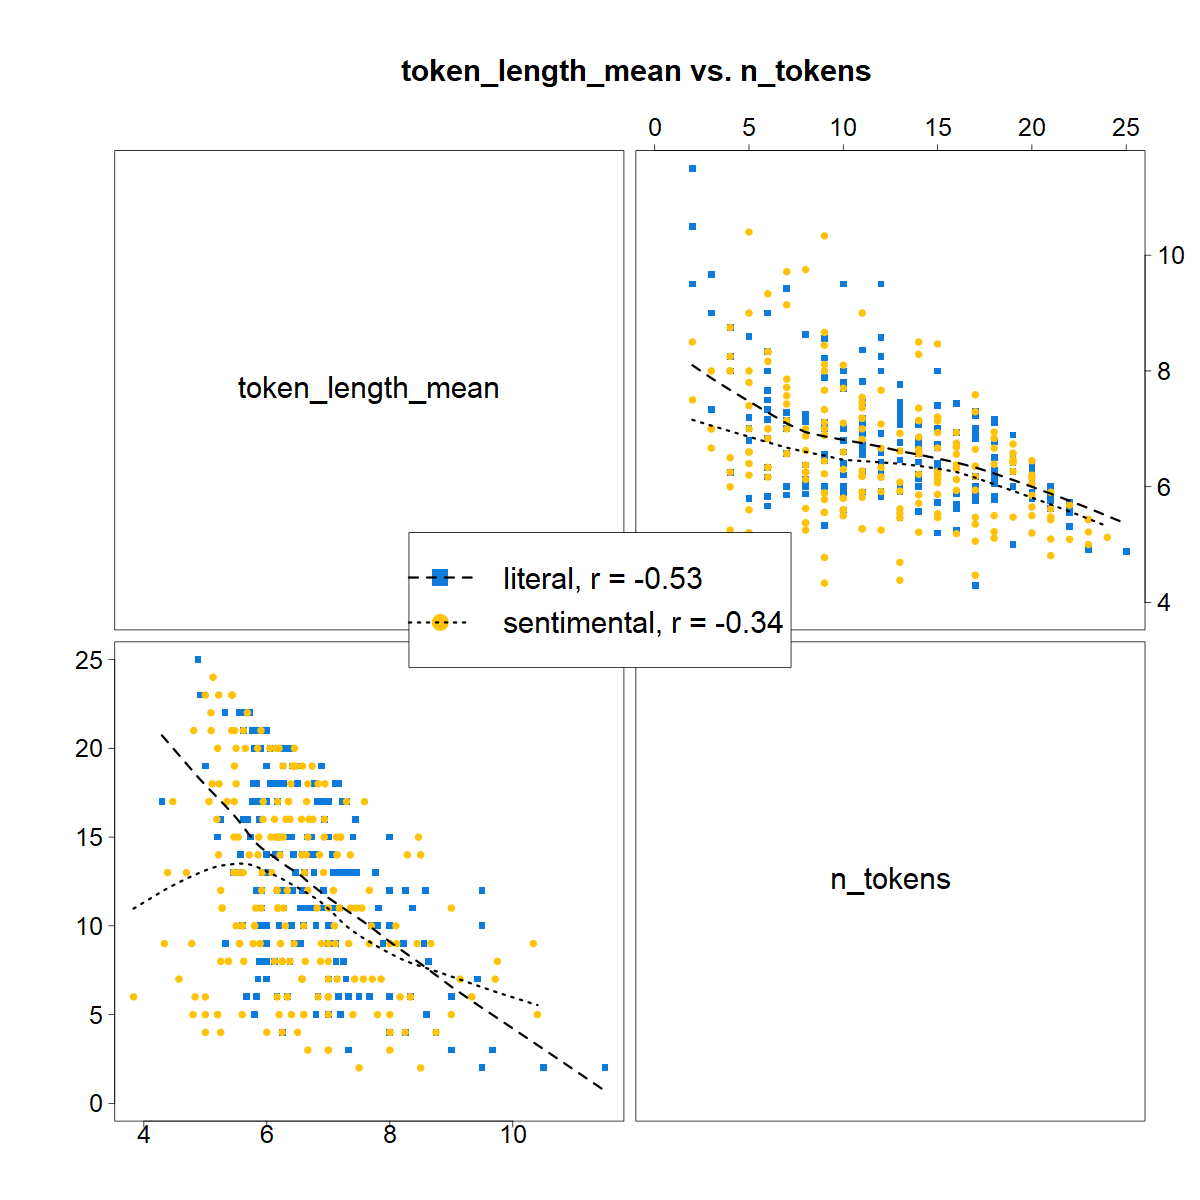 token_length_mean vs. n_tokens
0 5 10 15 20 25
token_length_mean
10
8
6
4
literal, r = -0.53
sentimental, r = -0.34
25
20
15
10
5
0
n_tokens
4 6 8 10